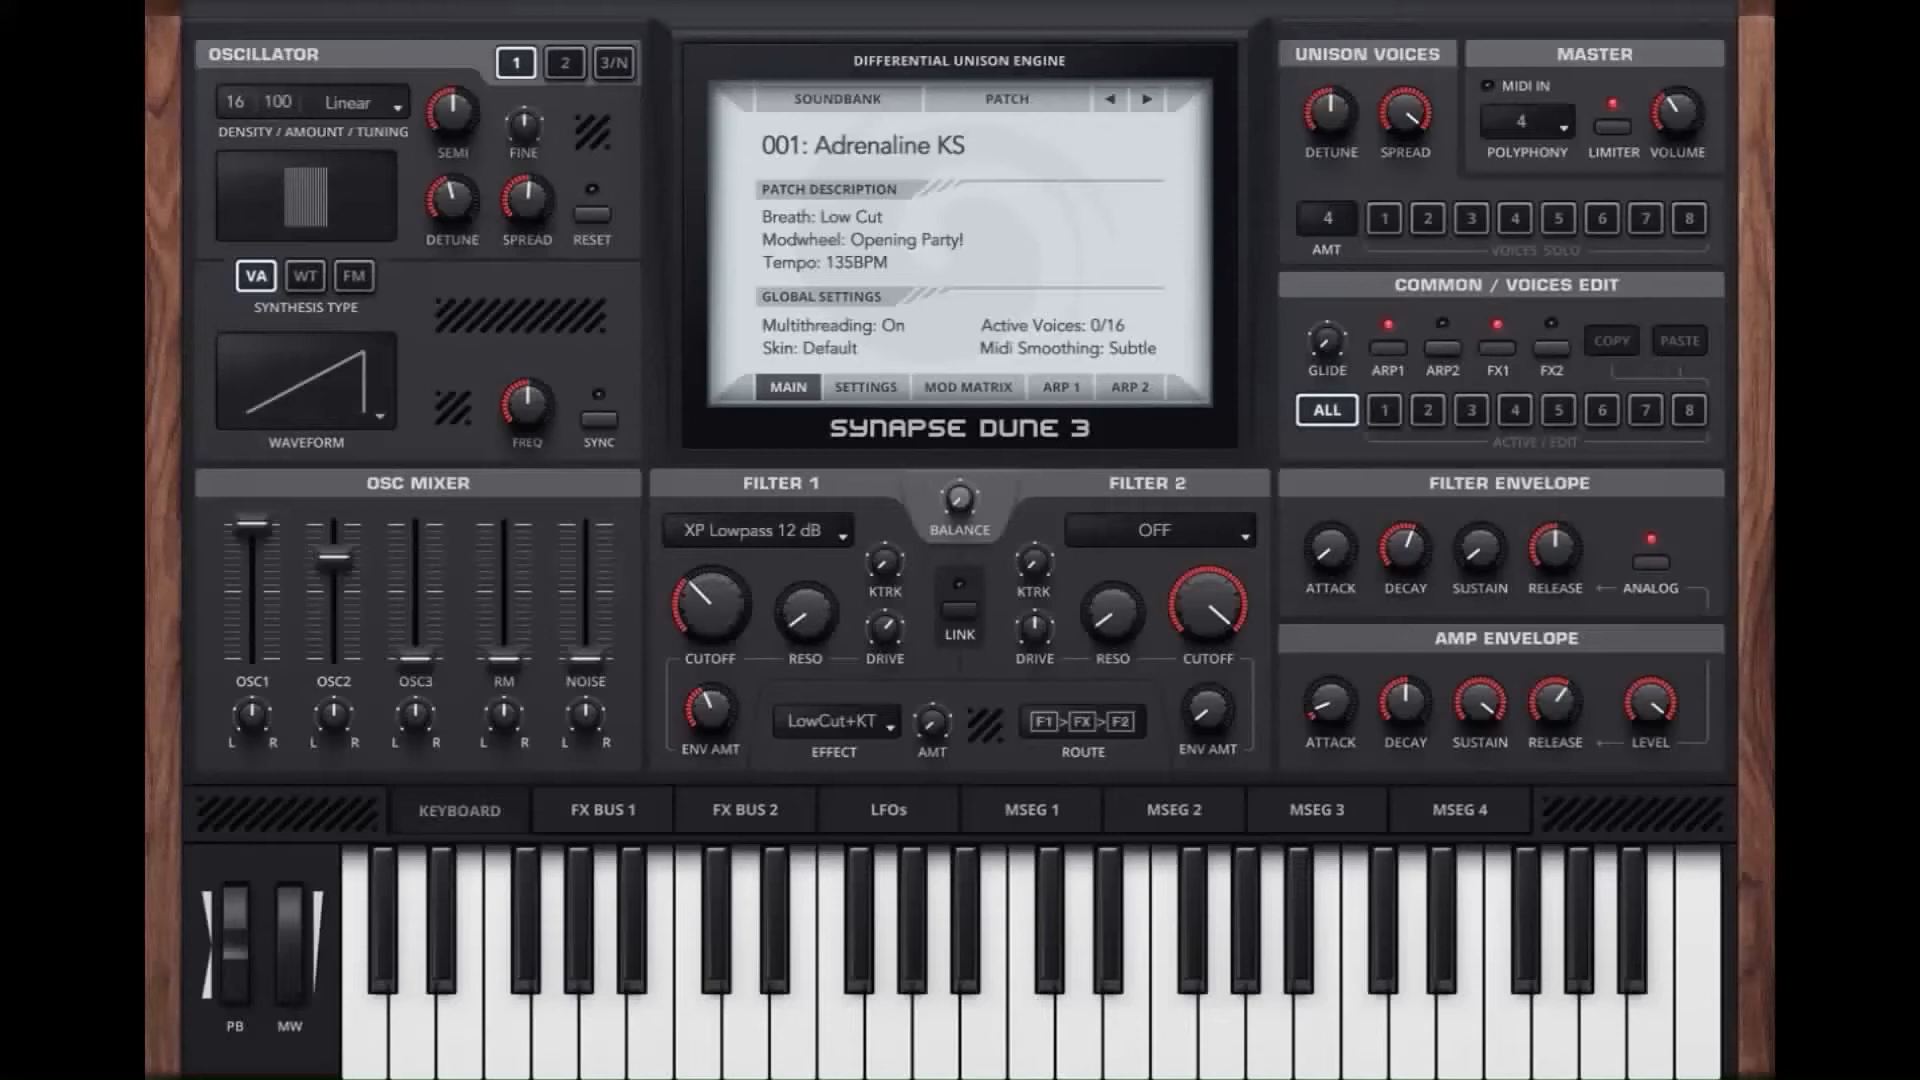 OSCILLATOR
1 2 3/N
16 100 Linear
DENSITY / AMOUNT / TUNING
SEMI FINE
DETUNE SPREAD RESET
VA WT FM
SYNTHESIS TYPE
WAVEFORM
FREQ SYNC
DIFFERENTIAL UNISON ENGINE
SOUNDBANK PATCH
001: Adrenaline KS
PATCH DESCRIPTION
Breath: Low Cut
Modwheel: Opening Party!
Tempo: 135BPM
GLOBAL SETTINGS
Multithreading: On Active Voices: 0/16
Skin: Default Midi Smoothing: Subtle
MAIN SETTINGS MOD MATRIX ARP 1 ARP 2
SYNAPSE DUNE 3
UNISON VOICES
DETUNE SPREAD
MASTER
MIDI IN
4
POLYPHONY LIMITER VOLUME
4 1 2 3 4 5 6 7 8
AMT VOICES SOLO
COMMON / VOICES EDIT
COPY PASTE
GLIDE ARP1 ARP2 FX1 FX2
ALL 1 2 3 4 5 6 7 8
ACTIVE / EDIT
OSC MIXER
OSC1 OSC2 OSC3 RM NOISE
L R L R L R L R L R
FILTER 1
XP Lowpass 12 dB
BALANCE
FILTER 2
OFF
KTRK KTRK
LINK
CUTOFF RESO DRIVE DRIVE RESO CUTOFF
LowCut+KT F1>FX>F2
ENV AMT EFFECT AMT ROUTE ENV AMT
FILTER ENVELOPE
ATTACK DECAY SUSTAIN RELEASE ANALOG
AMP ENVELOPE
ATTACK DECAY SUSTAIN RELEASE LEVEL
KEYBOARD FX BUS 1 FX BUS 2 LFOs MSEG 1 MSEG 2 MSEG 3 MSEG 4
PB MW